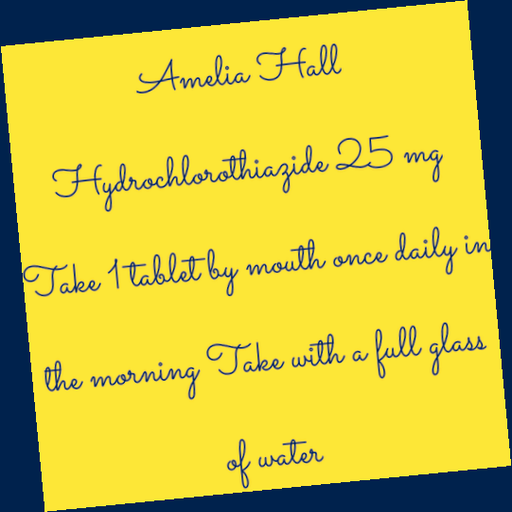 Amelia Hall
Hydrochlorothiazide 25 mg
Take 1 tablet by mouth once daily in
the morning Take with a full glass
of water